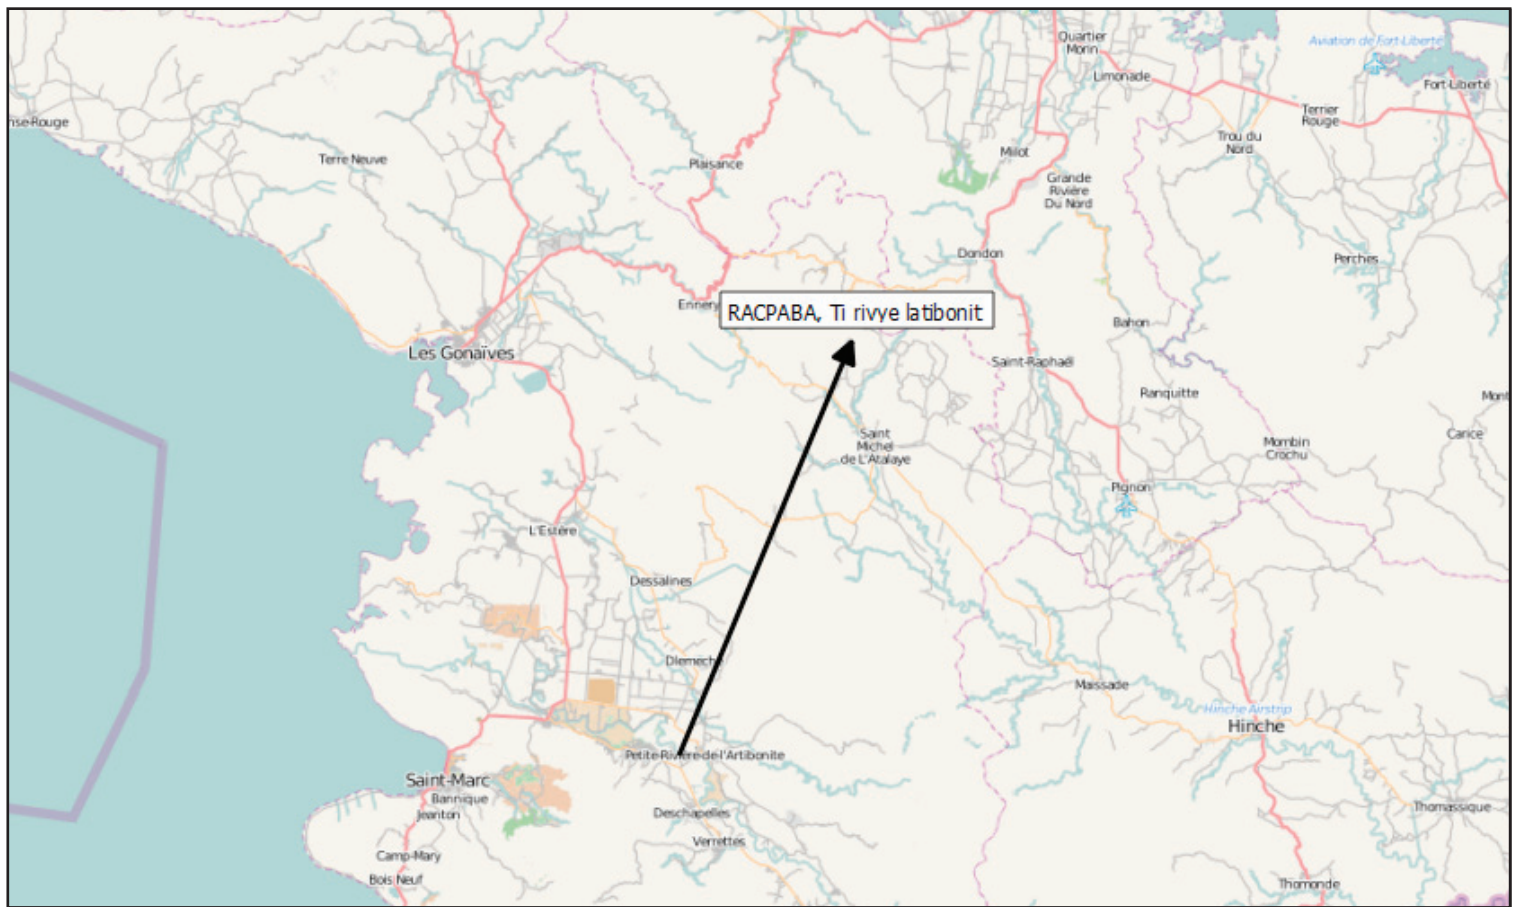 Quartier
Morin
Aviation de Fort-Liberté
Limonade
Fort-Liberté
Terrier
Rouge
nse-Rouge
Trou du
Nord
Terre Neuve
Plaisance
Milot
Grande
Rivière
Du Nord
Dondon
Perches
Ennery
RACPABA, Ti rivye latibonit
Bahon
Les Gonaïves
Saint-Raphaël
Ranquitte
Mont
Saint
Michel
de L'Atalaye
Mombin
Crochu
Carice
Pignon
L'Estère
Dessalines
Diemeche
Maissade
Hinche Airstrip
Hinche
Petite-Rivière-de-l'Artibonite
Saint-Marc
Bannique
Jeanton
Deschapelles
Thomassique
Verrettes
Camp-Mary
Bois Neuf
Thomonde